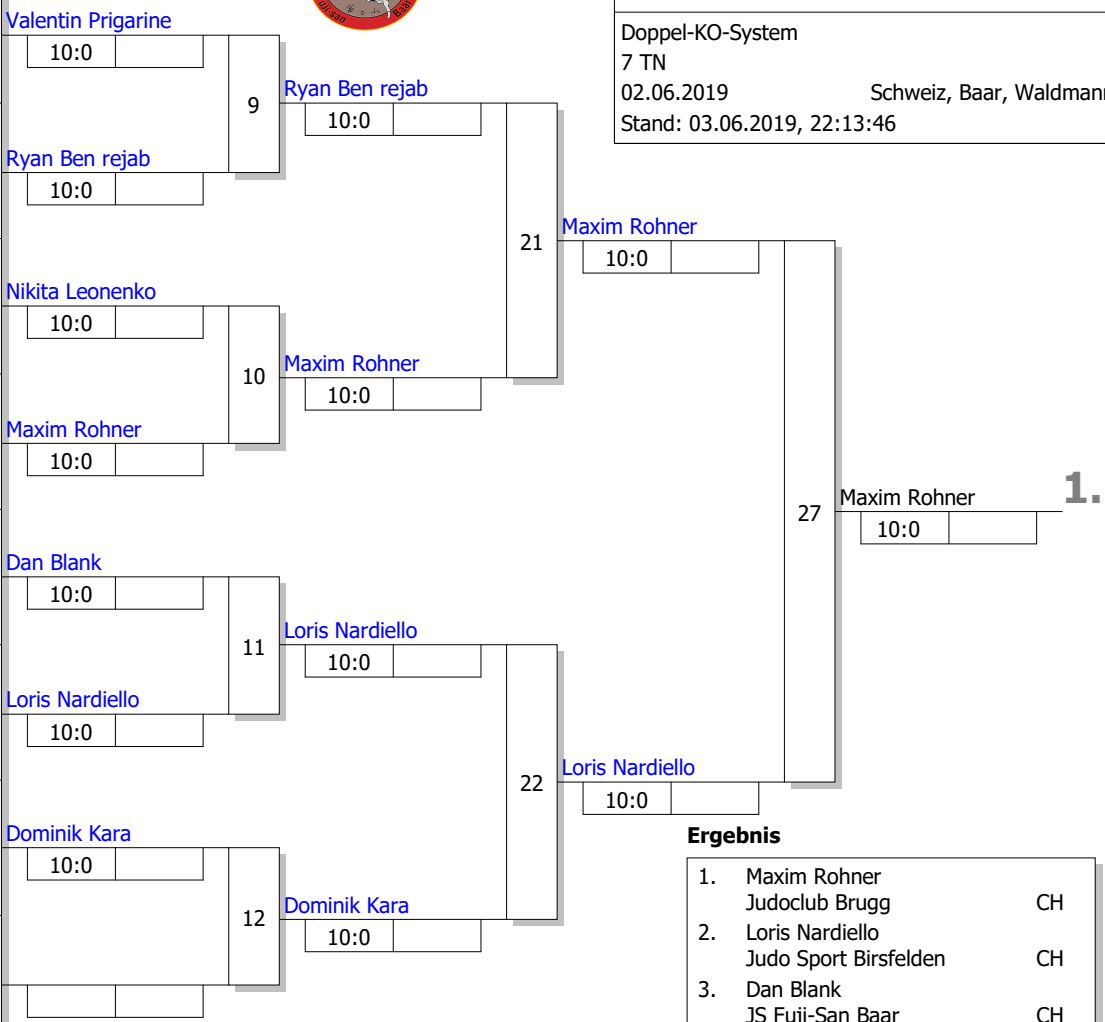 Valentin Prigarine
10:0
Doppel-KO-System
7 TN
02.06.2019 Schweiz, Baar,
Stand: 03.06.2019, 22:13:46
9
Ryan Ben rejab
10:0
Ryan Ben rejab
10:0
21
Maxim Rohner
10:0
Nikita Leonenko
10:0
10
Maxim Rohner
10:0
Maxim Rohner
10:0
27
Maxim Rohner
1.
10:0
Dan Blank
10:0
11
Loris Nardiello
10:0
Loris Nardiello
10:0
22
Loris Nardiello
10:0
Dominik Kara
10:0
12
Dominik Kara
10:0
Ergebnis
1. Maxim Rohner
Judoclub Brugg CH
2. Loris Nardiello
Judo Sport Birsfelden CH
3. Dan Blank
JS Fuji-San Baar CH